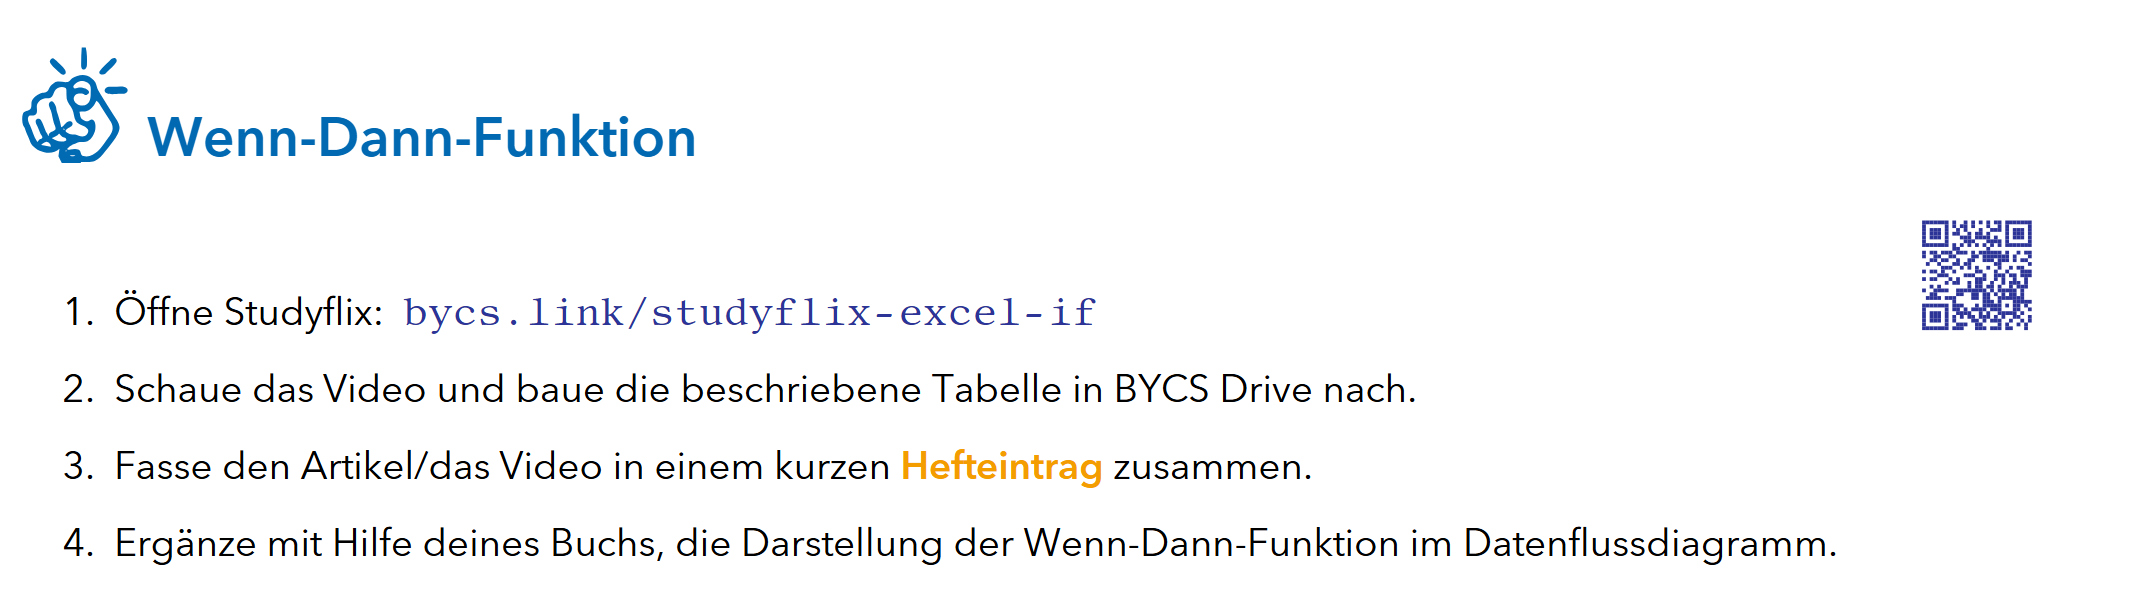 Wenn-Dann-Funktion
1. Öffne Studyflix: bycs.link/studyflix-excel-if
2. Schaue das Video und baue die beschriebene Tabelle in BYCS Drive nach.
3. Fasse den Artikel/das Video in einem kurzen Hefteintrag zusammen.
4. Ergänze mit Hilfe deines Buchs, die Darstellung der Wenn-Dann-Funktion im Datenflussdiagramm.